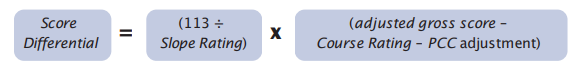 Score Differential = (113 ÷ Slope Rating) x (adjusted gross score – Course Rating – PCC adjustment)